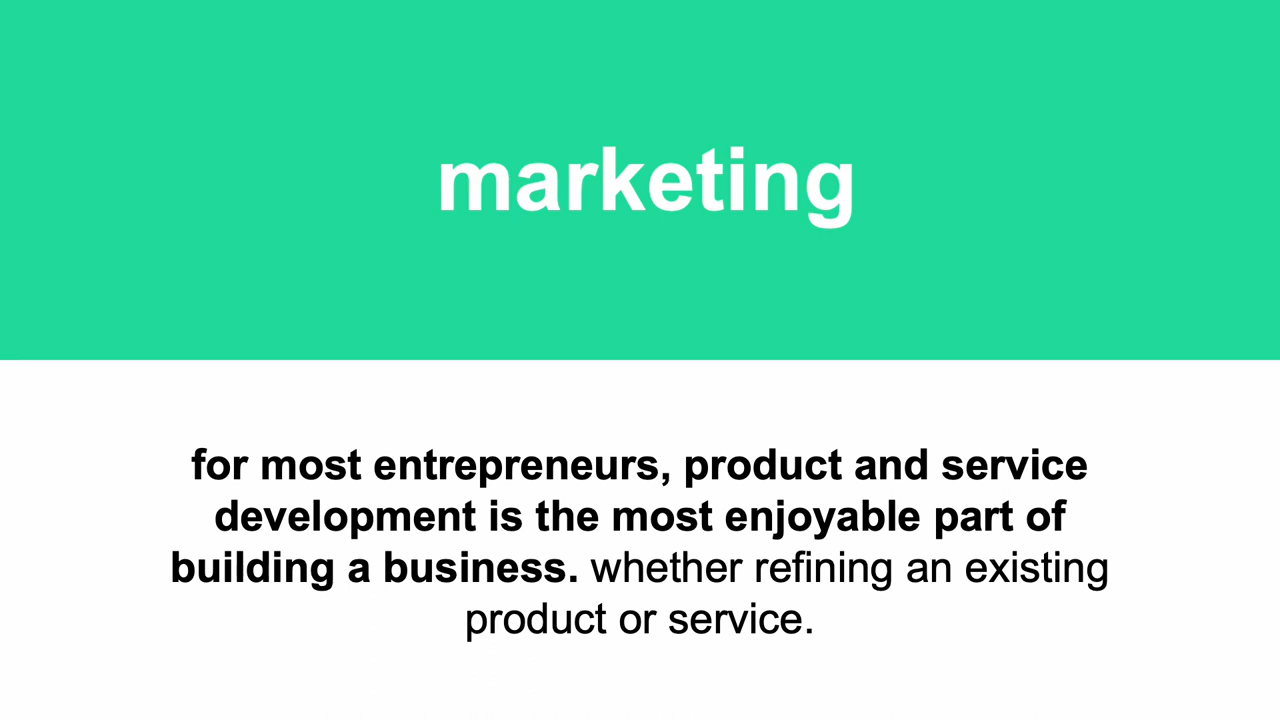 marketing
for most entrepreneurs, product and service
development is the most enjoyable part of
building a business. whether refining an existing
product or service.